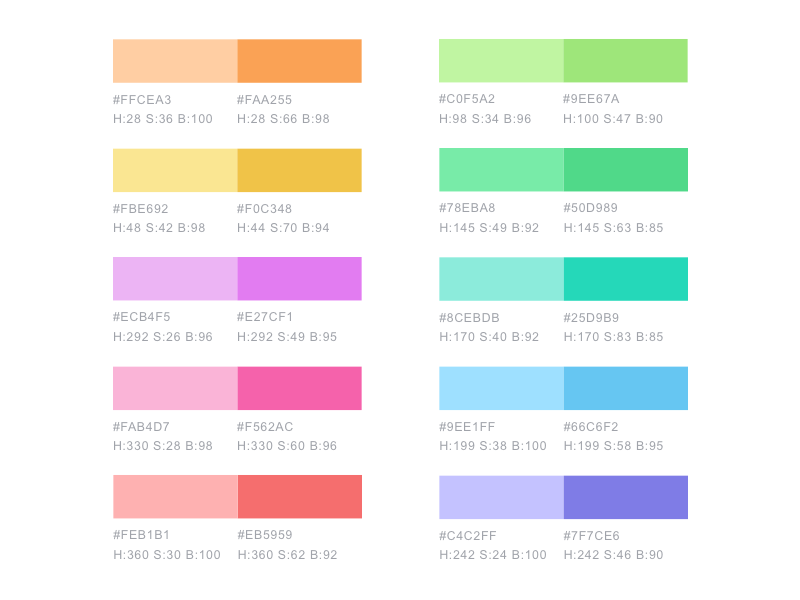 #FFCEA3 #FAA255
H:28 S:36 B:100 H:28 S:66 B:98
#FBE692 #F0C348
H:48 S:42 B:98 H:44 S:70 B:94
#ECB4F5 #E27CF1
H:292 S:26 B:96 H:292 S:49 B:95
#FAB4D7 #F562AC
H:330 S:28 B:98 H:330 S:60 B:96
#FEB1B1 #EB5959
H:360 S:30 B:100 H:360 S:62 B:92
#C0F5A2 #9EE67A
H:98 S:34 B:96 H:100 S:47 B:90
#78EBA8 #50D989
H:145 S:49 B:92 H:145 S:63 B:85
#8CEBDB #25D9B9
H:170 S:40 B:92 H:170 S:83 B:85
#9EE1FF #66C6F2
H:199 S:38 B:100 H:199 S:58 B:95
#C4C2FF #7F7CE6
H:242 S:24 B:100 H:242 S:46 B:90